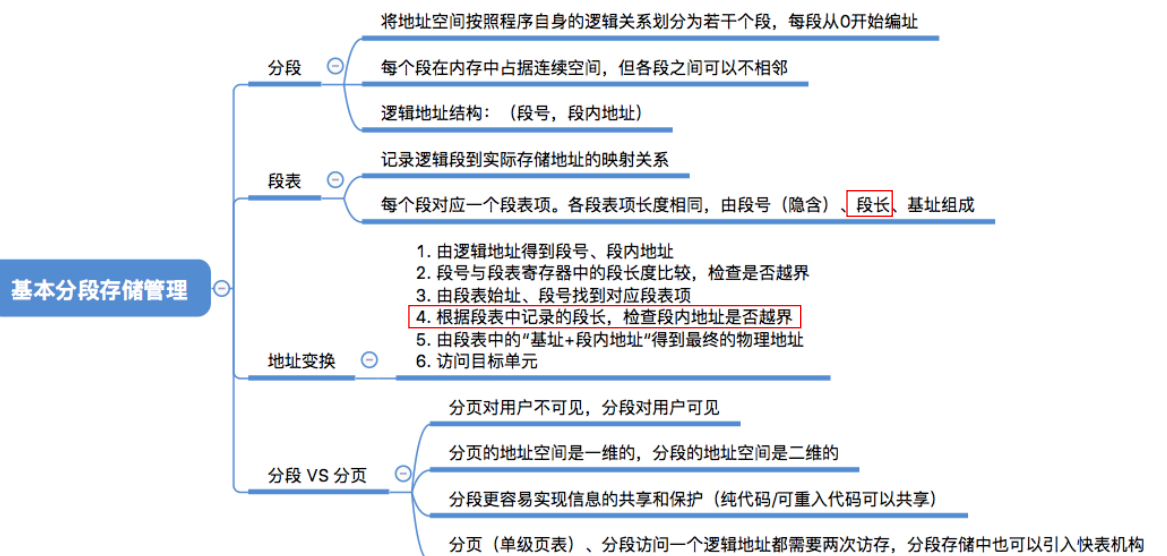 将地址空间按照程序自身的逻辑关系划分为若干个段，每段从0开始编址
分段
每个段在内存中占据连续空间，但各段之间可以不相邻
逻辑地址结构：（段号，段内地址）
记录逻辑段到实际存储地址的映射关系
段表
每个段对应一个段表项。各段表项长度相同，由段号（隐含）、段长、基址组成
基本分段存储管理
1. 由逻辑地址得到段号、段内地址
2. 段号与段表寄存器中的段长度比较，检查是否越界
3. 由段表始址、段号找到对应段表项
4. 根据段表中记录的段长，检查段内地址是否越界
5. 由段表中的“基址+段内地址”得到最终的物理地址
6. 访问目标单元
地址变换
分页对用户不可见，分段对用户可见
分页的地址空间是一维的，分段的地址空间是二维的
分段 VS 分页
分段更容易实现信息的共享和保护（纯代码/可重入代码可以共享）
分页（单级页表）、分段访问一个逻辑地址都需要两次访存，分段存储中也可以引入快表机构